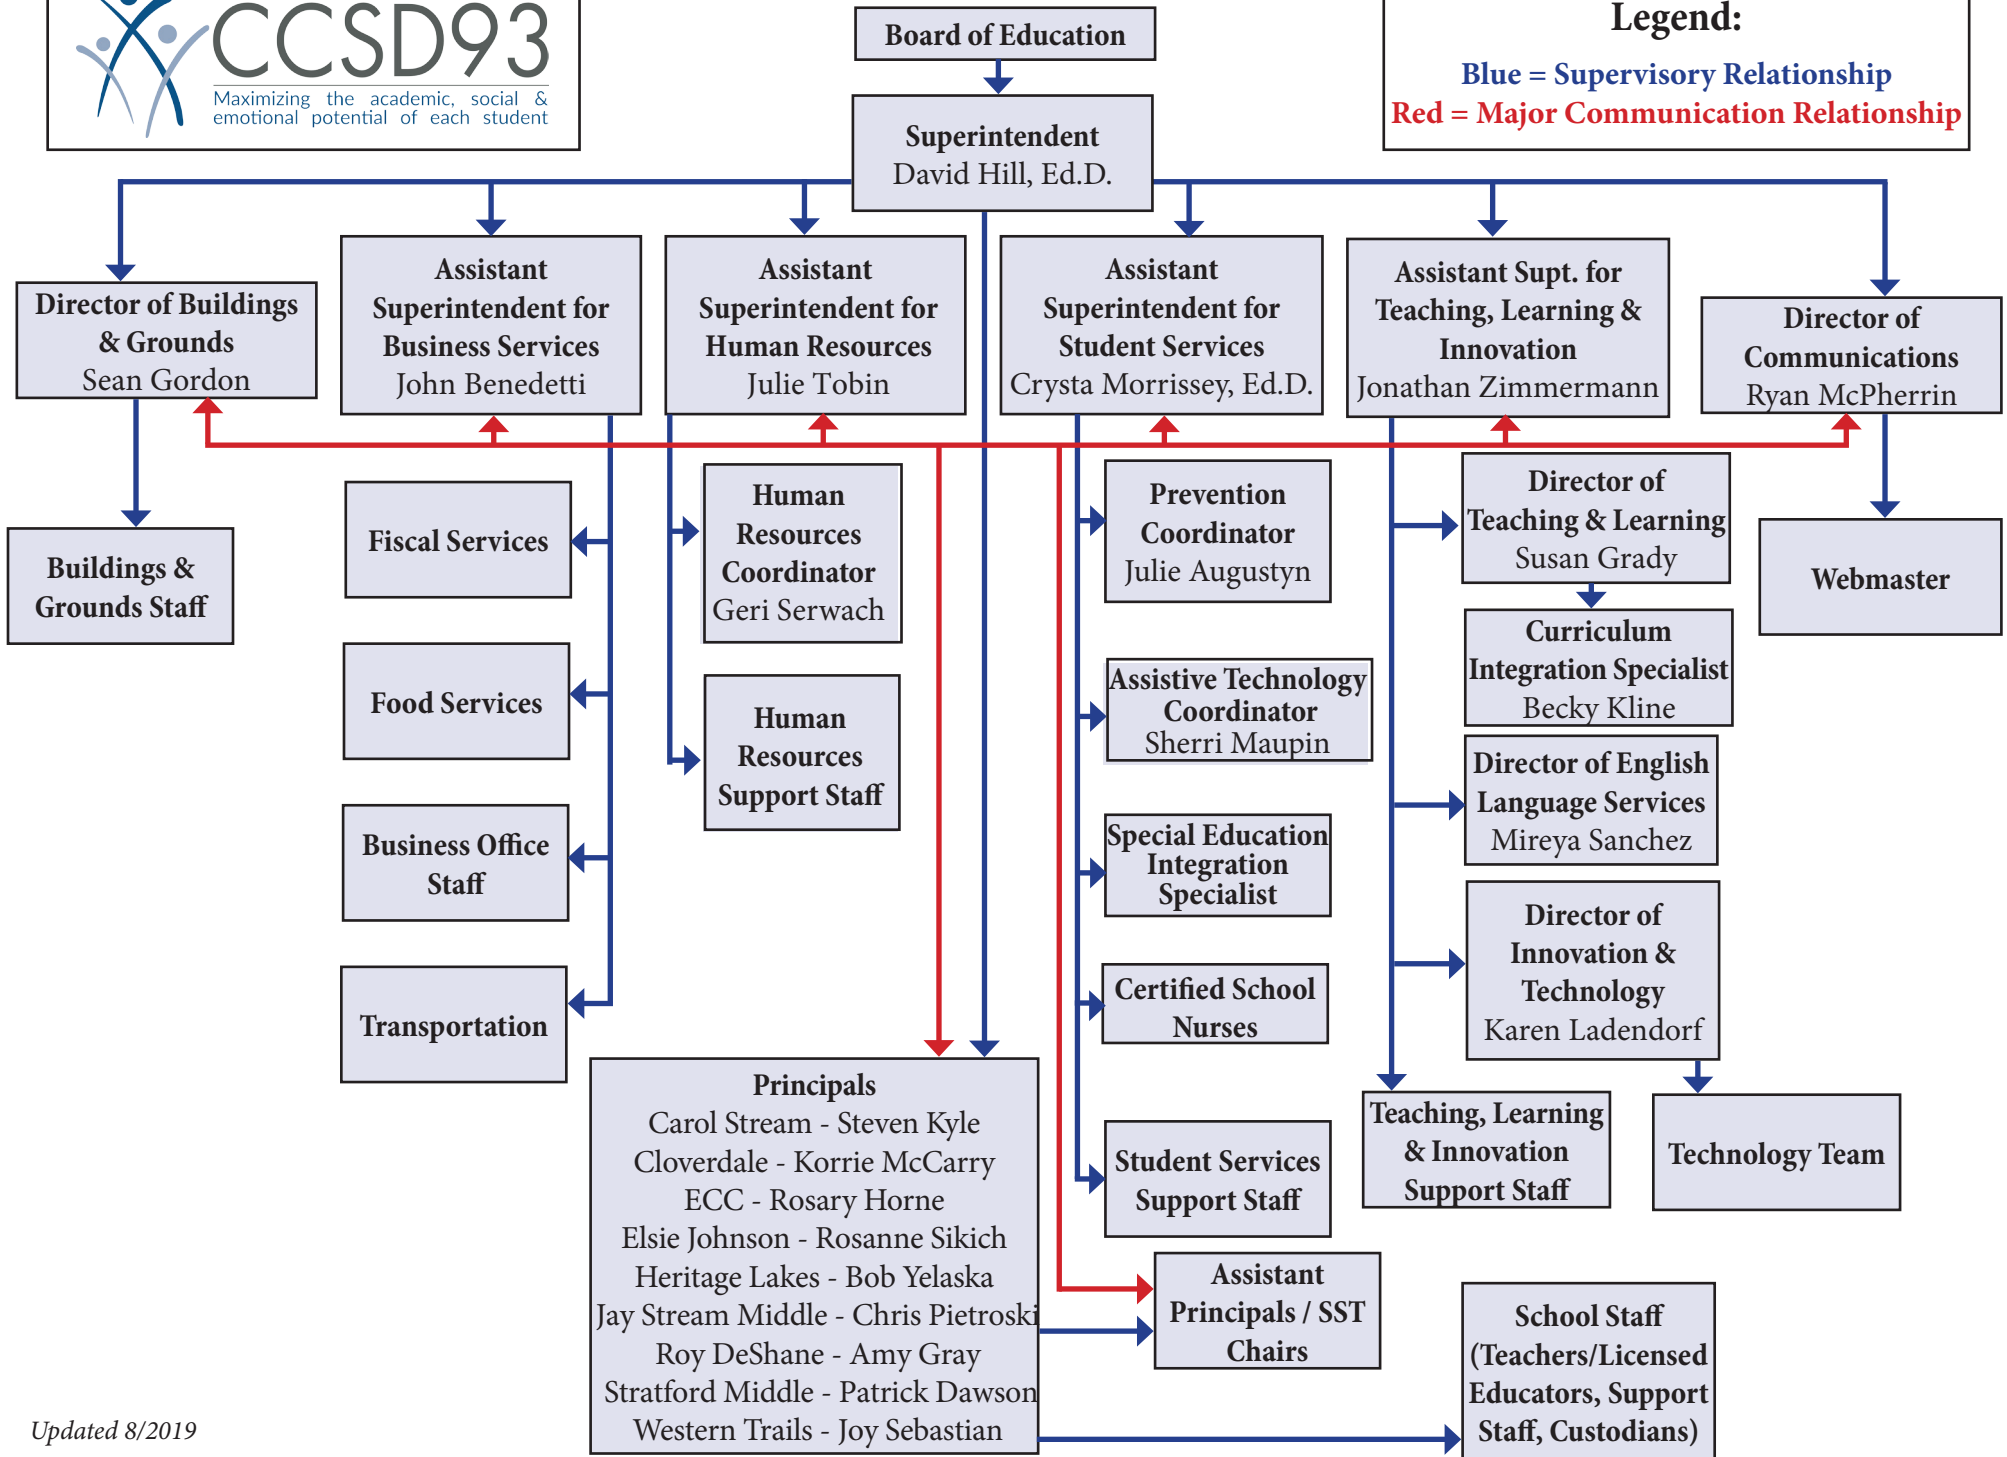 CCSD93
Maximizing the academic, social &
emotional potential of each student
Board of Education
Legend:
Blue = Supervisory Relationship
Red = Major Communication Relationship
Superintendent
David Hill, Ed.D.
Director of Buildings
& Grounds
Sean Gordon
Assistant
Superintendent for
Business Services
John Benedetti
Assistant
Superintendent for
Human Resources
Julie Tobin
Assistant
Superintendent for
Student Services
Crysta Morrissey, Ed.D.
Assistant Supt. for
Teaching, Learning &
Innovation
Jonathan Zimmermann
Director of
Communications
Ryan McPherrin
Buildings &
Grounds Staff
Fiscal Services
Food Services
Business Office
Staff
Transportation
Human
Resources
Coordinator
Geri Serwach
Human
Resources
Support Staff
Prevention
Coordinator
Julie Augustyn
Assistive Technology
Coordinator
Sherri Maupin
Special Education
Integration
Specialist
Certified School
Nurses
Student Services
Support Staff
Director of
Teaching & Learning
Susan Grady
Curriculum
Integration Specialist
Becky Kline
Director of English
Language Services
Mireya Sanchez
Director of
Innovation &
Technology
Karen Ladendorf
Webmaster
Teaching, Learning
& Innovation
Support Staff
Technology Team
Principals
Carol Stream - Steven Kyle
Cloverdale - Korrie McCarry
ECC - Rosary Horne
Elsie Johnson - Rosanne Sikich
Heritage Lakes - Bob Yelaska
Jay Stream Middle - Chris Pietroski
Roy DeShane - Amy Gray
Stratford Middle - Patrick Dawson
Western Trails - Joy Sebastian
Assistant
Principals / SST
Chairs
School Staff
(Teachers/Licensed
Educators, Support
Staff, Custodians)
Updated 8/2019